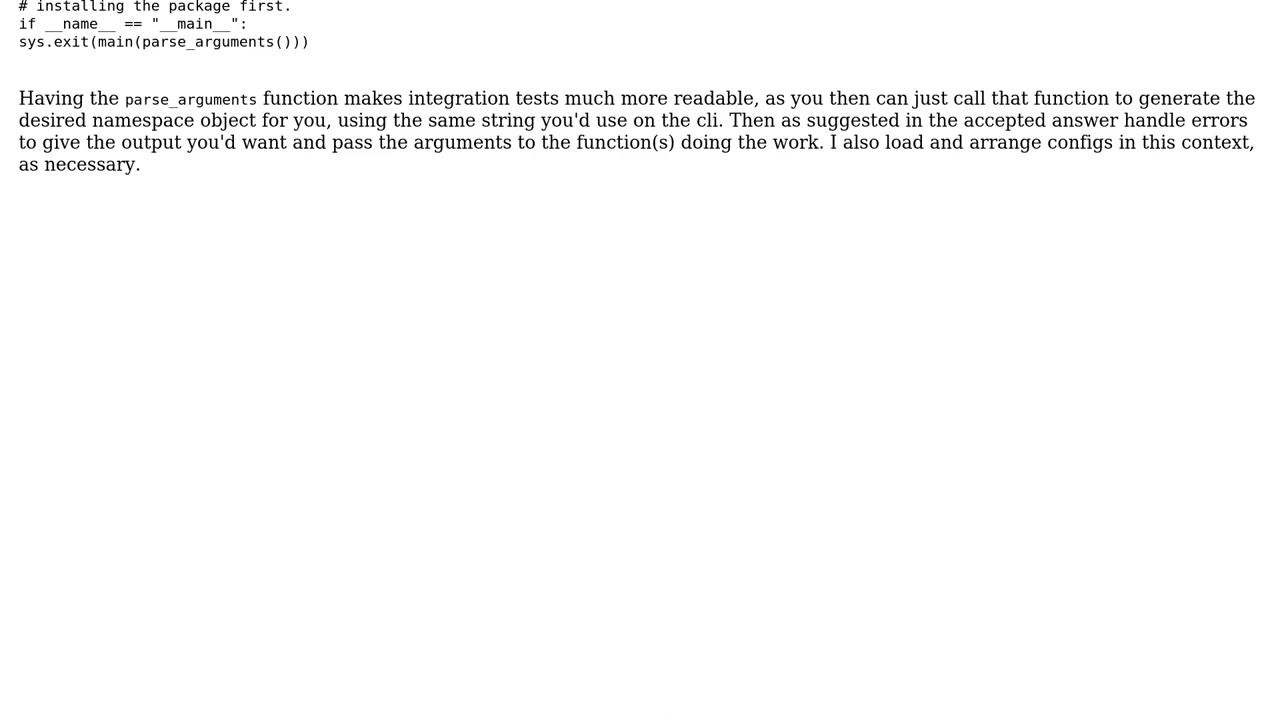 # installing the package first.
if __name__ == "__main__":
sys.exit(main(parse_arguments()))
Having the parse_arguments function makes integration tests much more readable, as you then can just call that function to generate the
desired namespace object for you, using the same string you'd use on the cli. Then as suggested in the accepted answer handle errors
to give the output you'd want and pass the arguments to the function(s) doing the work. I also load and arrange configs in this context,
as necessary.